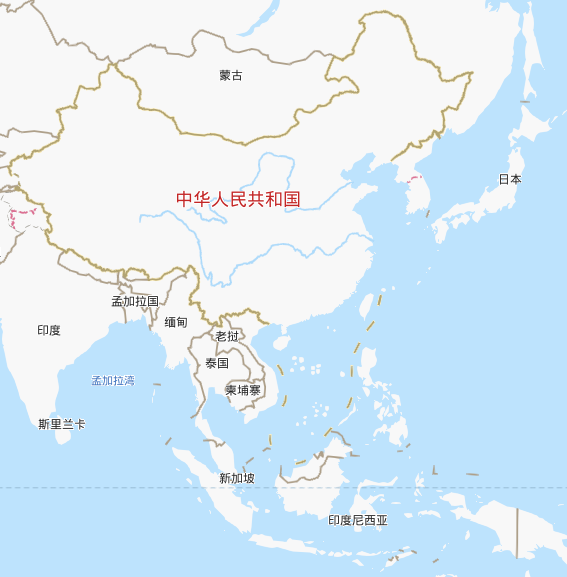 蒙古
日本
中华人民共和国
孟加拉国
缅甸
印度
老挝
泰国
孟加拉湾
柬埔寨
斯里兰卡
新加坡
印度尼西亚